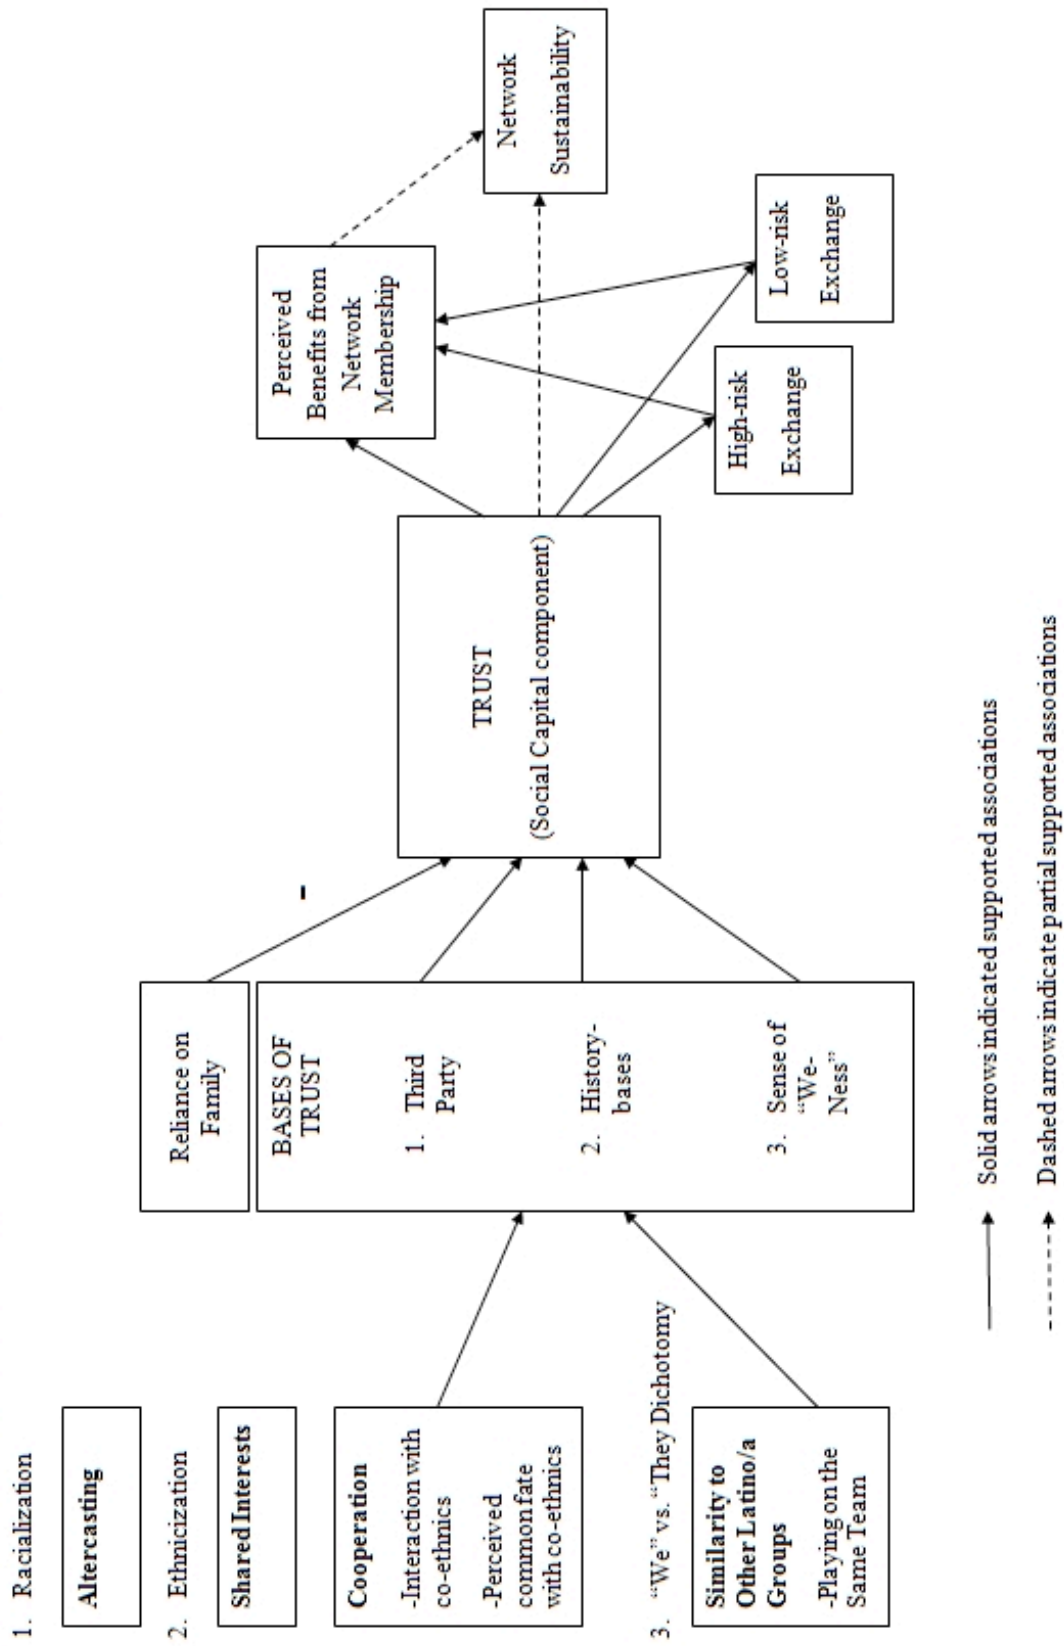 1. Racialization
Altercasting
2. Ethnicization
Shared Interests
Cooperation
-Interaction with
co-ethnics
-Perceived
common fate
with co-ethnics
3. “We” vs. “They Dichotomy
Similarity to
Other Latino/a
Groups
-Playing on the
Same Team
Reliance on
Family
BASES OF
TRUST
1. Third
Party
2. History-
bases
3. Sense of
“We-
Ness”
–
TRUST
(Social Capital component)
Perceived
Benefits from
Network
Membership
High-risk
Exchange
Low-risk
Exchange
Network
Sustainability
Solid arrows indicated supported associations
Dashed arrows indicate partial supported associations